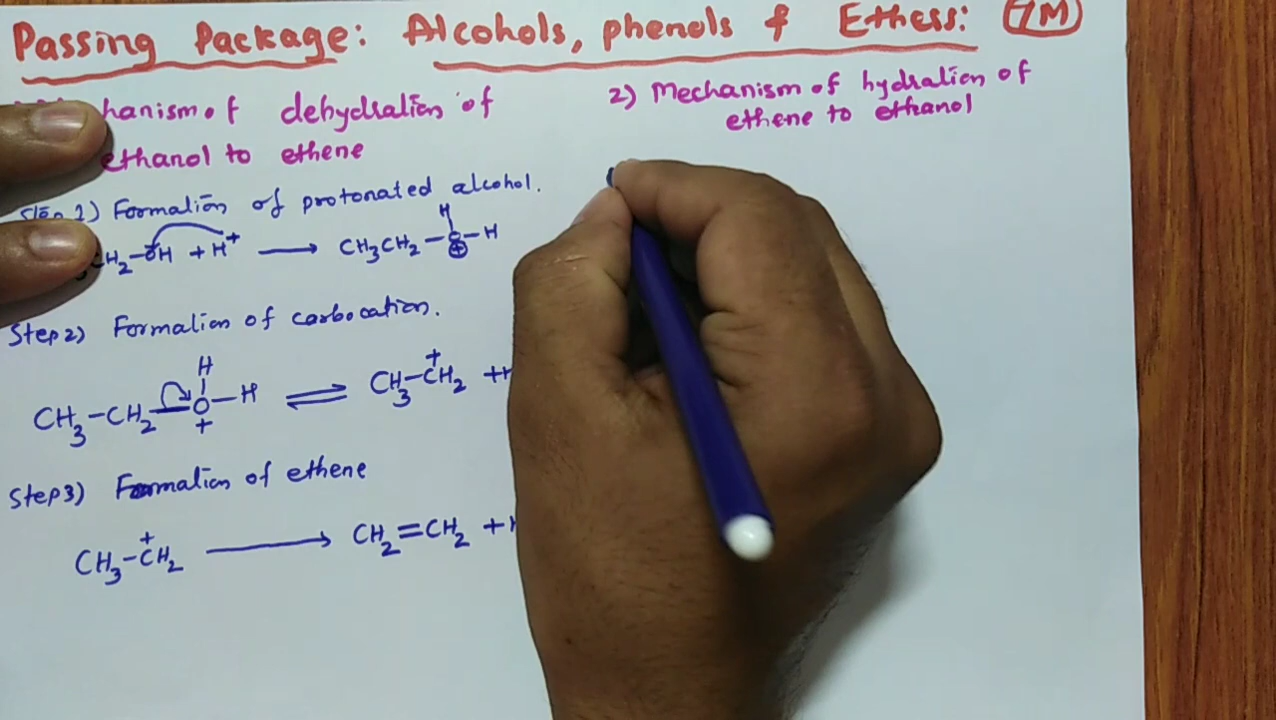 Passing Package: Alcohols, phenols & Ethers: (7M)
hanism of dehydration of
ethanol to ethene
Step 1) Formation of protonated alcohol.
CH₂-OH + H⁺ ⟶ CH₃CH₂-O-H
H
⊕
Step 2) Formation of carbocation.
H
CH₃-CH₂-O-H ⇌ CH₃-CH₂ +
+
+
Step 3) Formation of ethene
CH₃-CH₂ ⟶ CH₂=CH₂ +
+
2) Mechanism of hydration of
ethene to ethanol